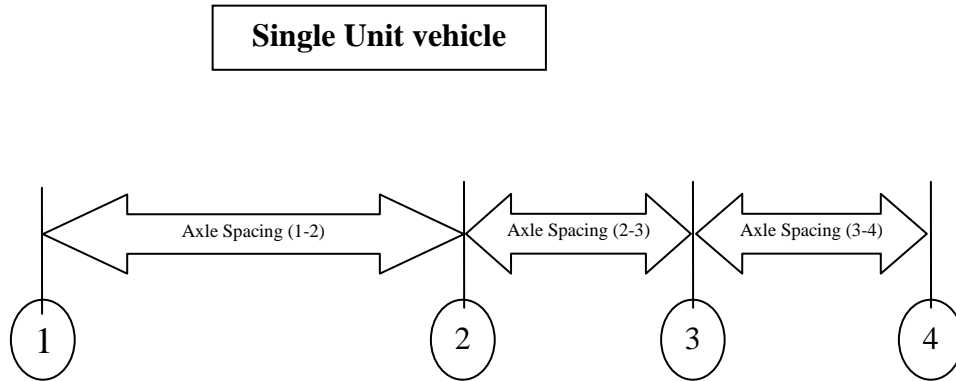 Single Unit vehicle
Axle Spacing (1-2)
Axle Spacing (2-3)
Axle Spacing (3-4)
1
2
3
4